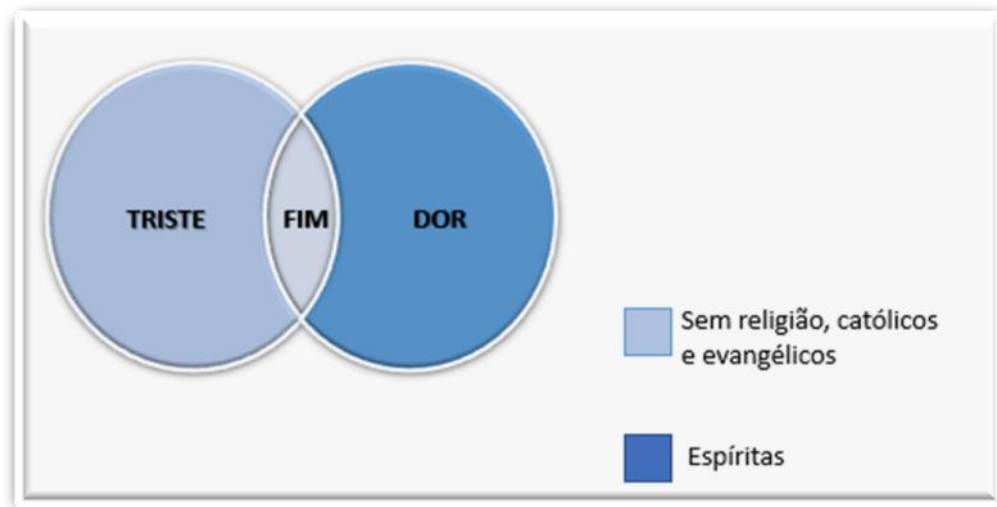 TRISTE FIM DOR
Sem religião, católicos
e evangélicos
Espíritas